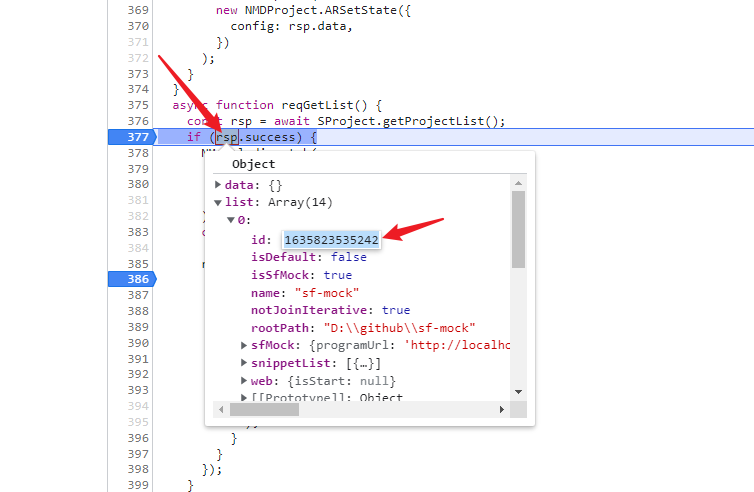 369 new NMDProject.ARSetState({
370 config: rsp.data,
371 })
372 );
373 }
374 }
375 async function reqGetList() {
376 const rsp = await SProject.getProjectList();
377 if (rsp.success) {
378
379
380
381
382 )
383
384
385
386
387
388
389
390
391
392
393
394
395
396 }
397 }
398 });
399 }
Object
data: {}
list: Array(14)
0:
id: 1635823535242
isDefault: false
isSfMock: true
name: "sf-mock"
notJoinIterative: true
rootPath: "D:\\github\\sf-mock"
sfMock: {programUrl: 'http://localho
snippetList: [{…}]
web: {isStart: null}
[[Prototype]]: Object